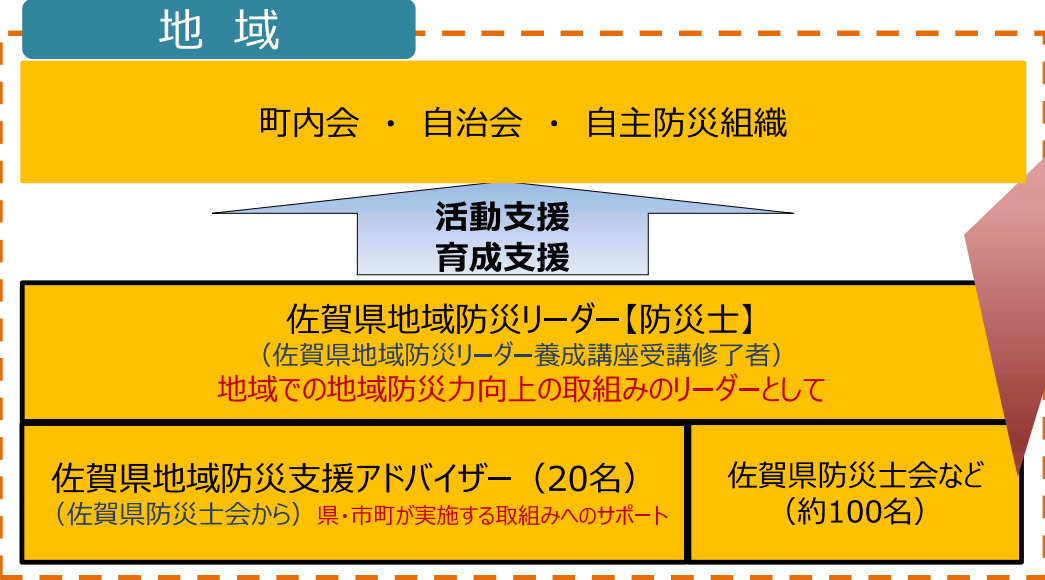 地 域
町内会 ・ 自治会 ・ 自主防災組織
活動支援
育成支援
佐賀県地域防災リーダー【防災士】
（佐賀県地域防災リーダー養成講座受講修了者）
地域での地域防災力向上の取組みのリーダーとして
佐賀県地域防災支援アドバイザー（20名）
（佐賀県防災士会から）県・市町が実施する取組みへのサポート
佐賀県防災士会など
（約100名）